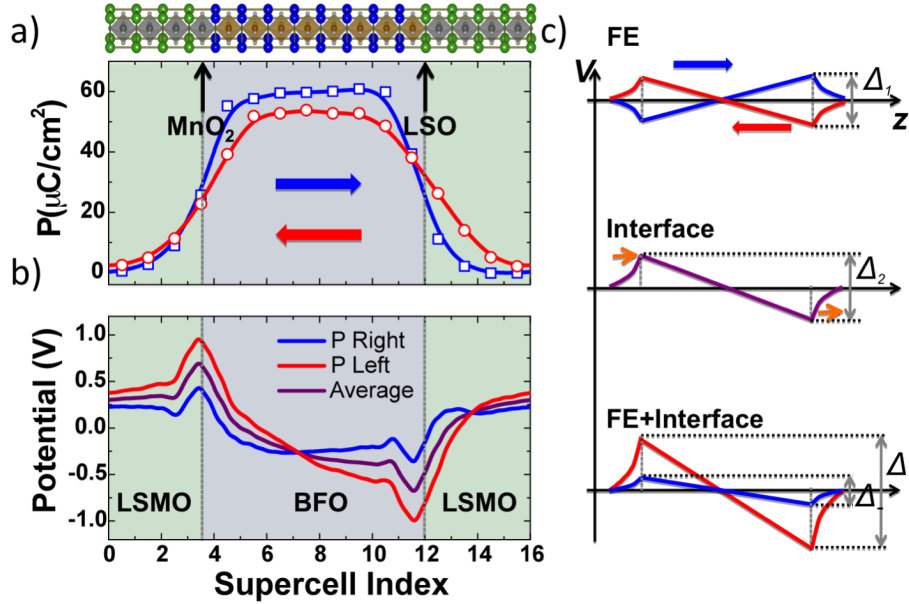 a)
P(μC/cm²)
60
40
20
0
MnO₂
LSO
b)
Potential (V)
1.0
0.5
0.0
-0.5
-1.0
P Right
P Left
Average
LSMO
BFO
LSMO
0 2 4 6 8 10 12 14 16
Supercell Index
c)
FE
V
Δ₁
z
Interface
Δ₂
FE+Interface
Δ
Δ₋